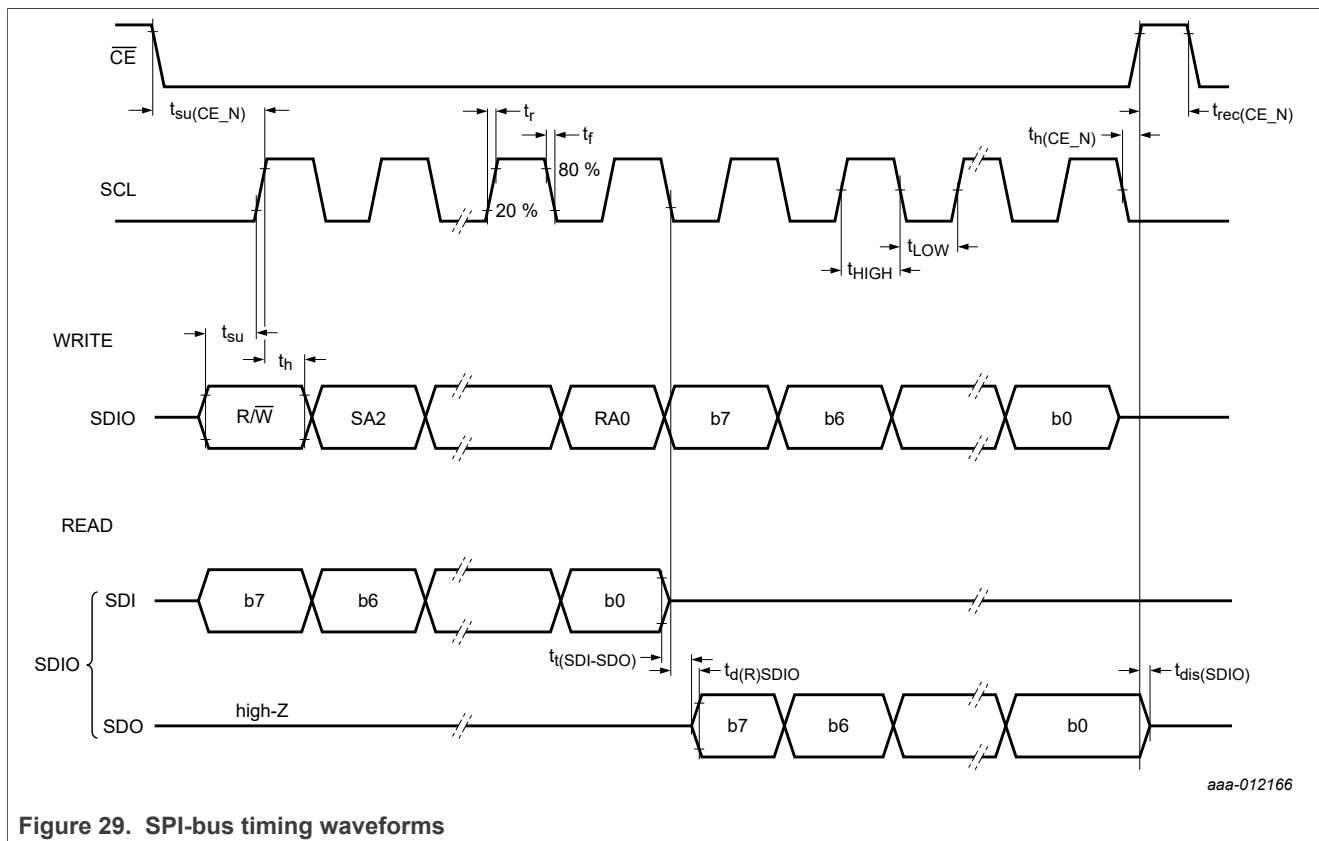 CE
tsu(CE_N)
tr
tf
th(CE_N)
trec(CE_N)
SCL
80 %
20 %
tHIGH
tLOW
WRITE
tsu
th
SDIO
R/W
SA2
RA0
b7
b6
b0
READ
SDI
b7
b6
b0
SDIO
tt(SDI-SDO)
td(R)SDIO
tdis(SDIO)
SDO
high-Z
b7
b6
b0
aaa-012166
Figure 29. SPI-bus timing waveforms